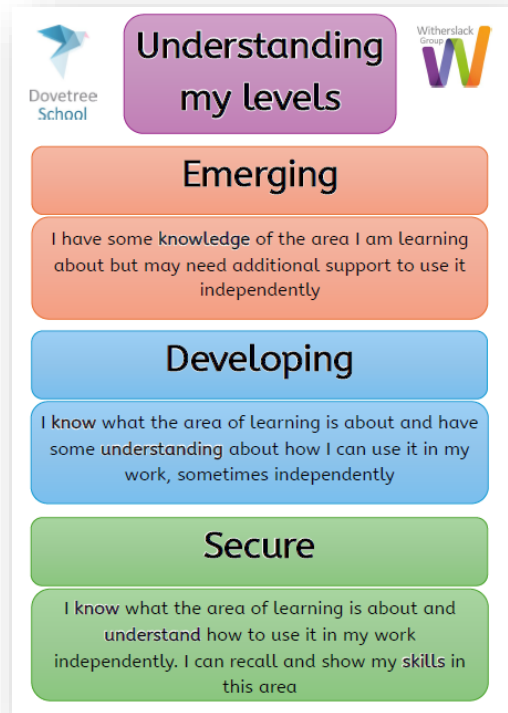 Understanding
my levels
Dovetree
School
Witherslack
Group
Emerging
I have some knowledge of the area I am learning
about but may need additional support to use it
independently
Developing
I know what the area of learning is about and have
some understanding about how I can use it in my
work, sometimes independently
Secure
I know what the area of learning is about and
understand how to use it in my work
independently. I can recall and show my skills in
this area